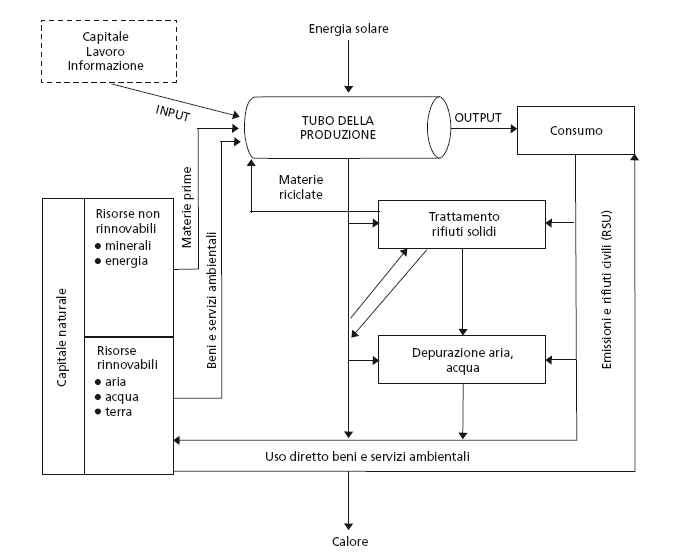 Capitale
Lavoro
Informazione
Energia solare
INPUT
TUBO DELLA
PRODUZIONE
OUTPUT
Consumo
Materie prime
Beni e servizi ambientali
Materie
riciclate
Trattamento
rifiuti solidi
Emissioni e rifiuti civili (RSU)
Capitale naturale
Risorse non
rinnovabili
● minerali
● energia
Risorse
rinnovabili
● aria
● acqua
● terra
Depurazione aria,
acqua
Uso diretto beni e servizi ambientali
Calore